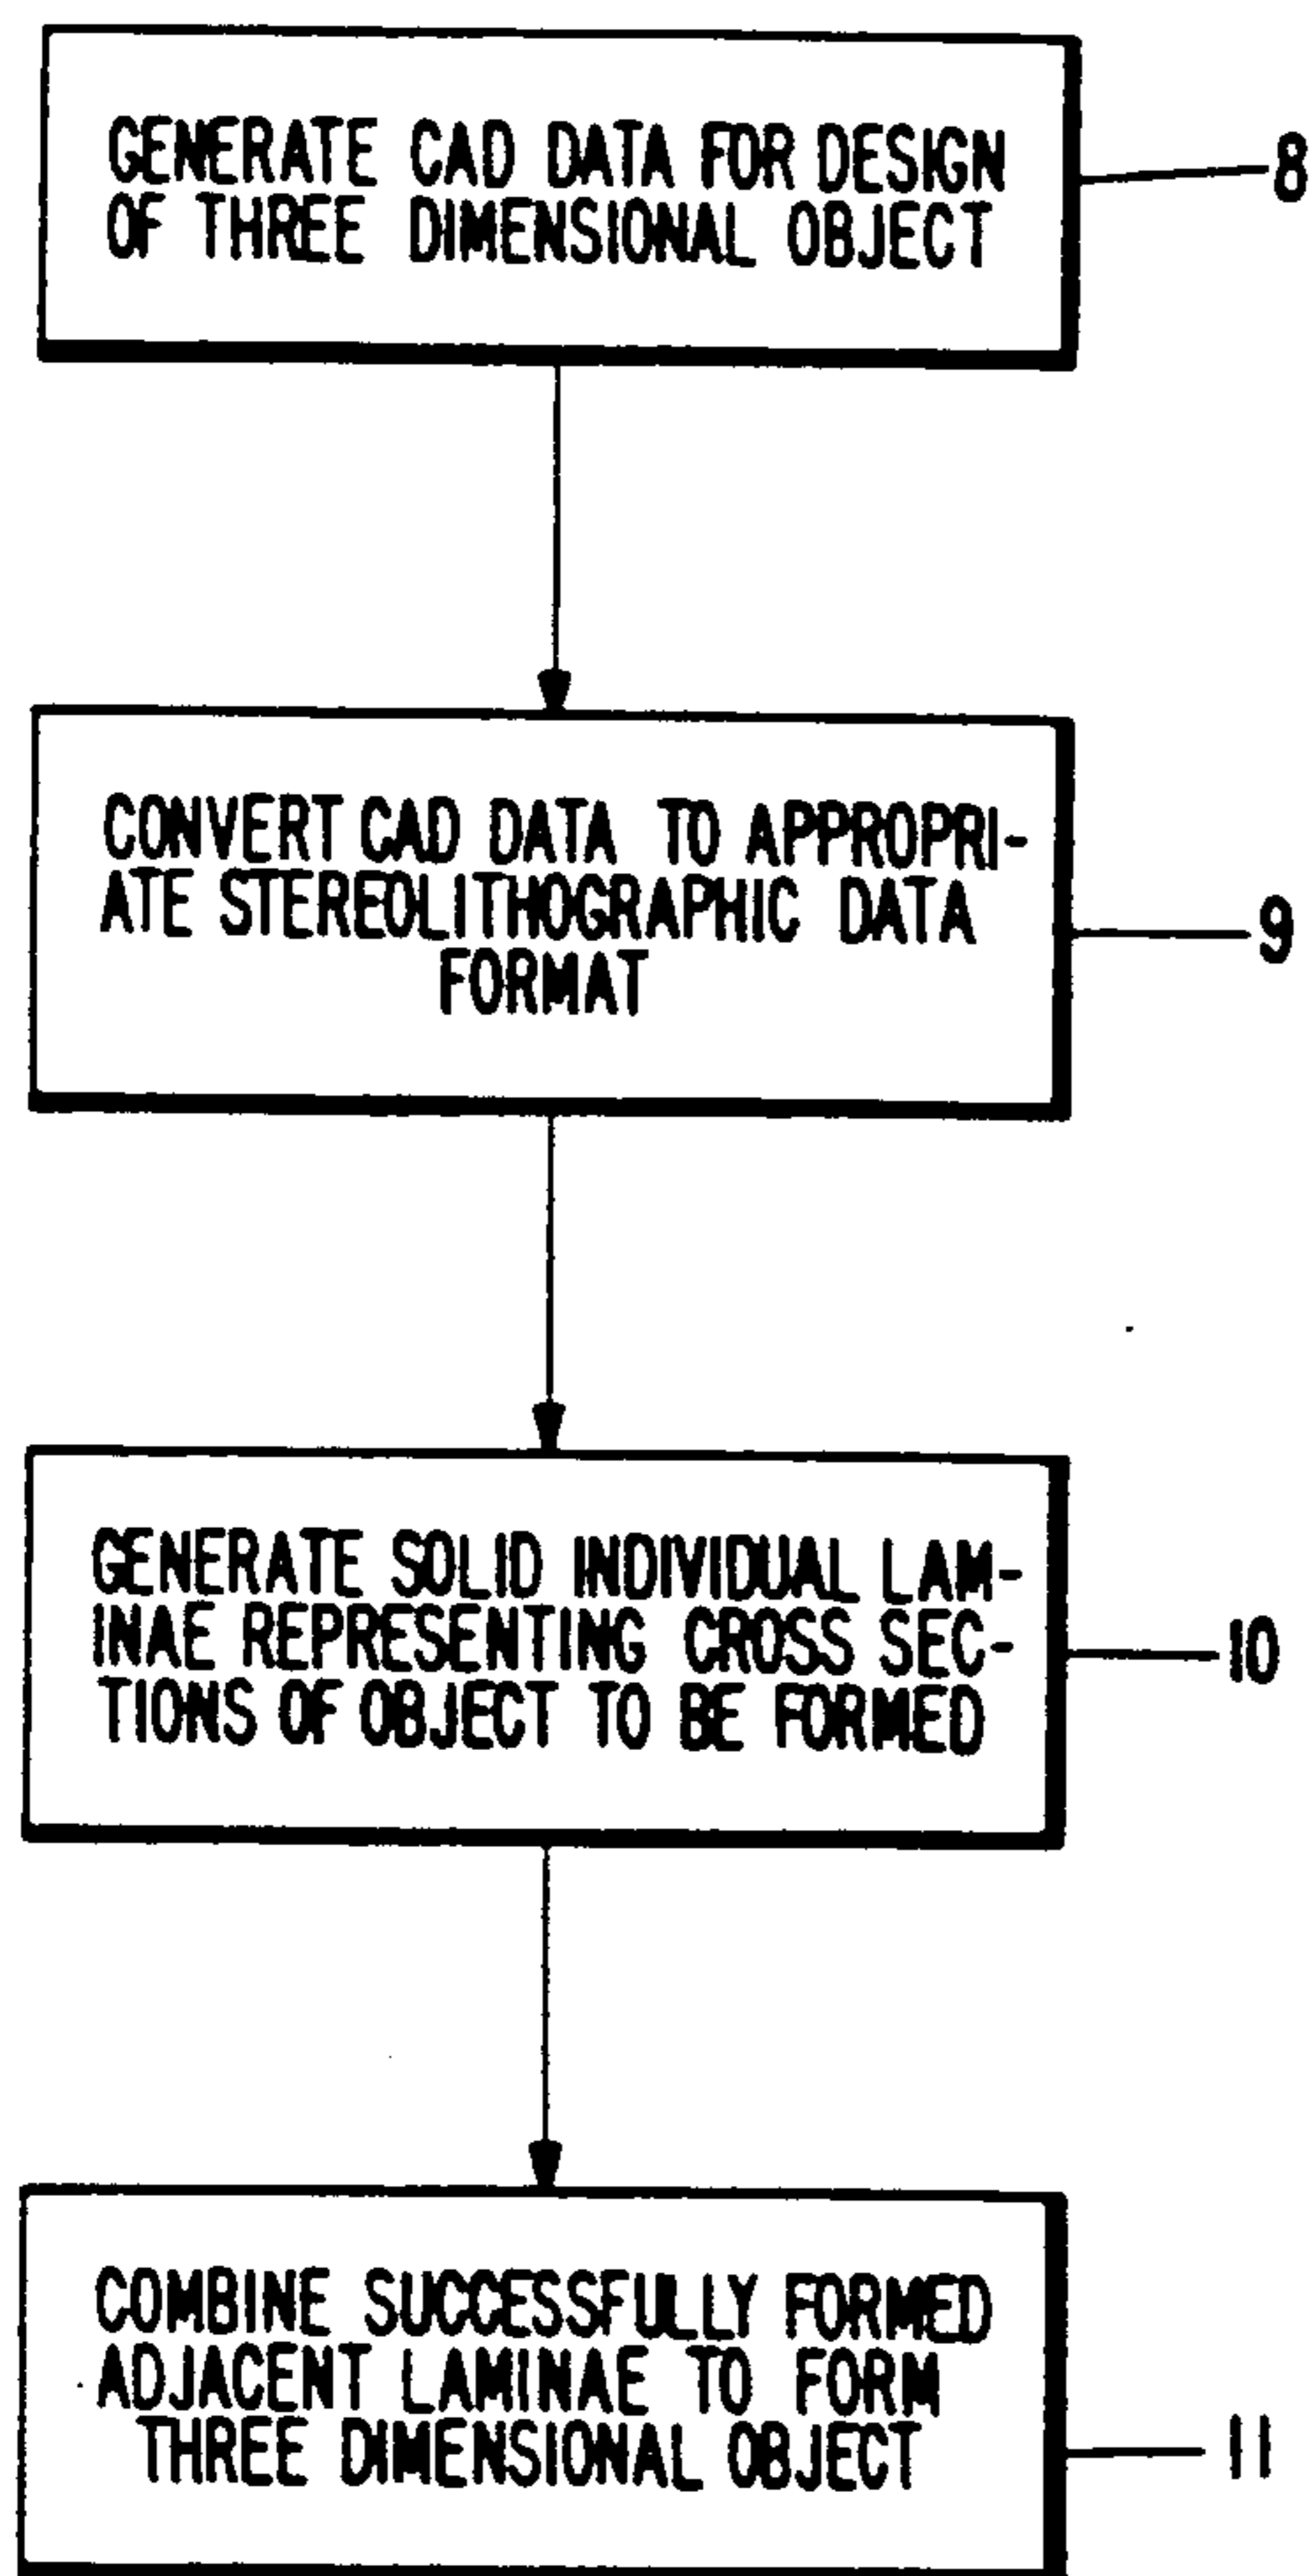 GENERATE CAD DATA FOR DESIGN
OF THREE DIMENSIONAL OBJECT
8
CONVERT CAD DATA TO APPROPRI-
ATE STEREOLITHOGRAPHIC DATA
FORMAT
9
GENERATE SOLID INDIVIDUAL LAM-
INAE REPRESENTING CROSS SEC-
TIONS OF OBJECT TO BE FORMED
10
COMBINE SUCCESSFULLY FORMED
ADJACENT LAMINAE TO FORM
THREE DIMENSIONAL OBJECT
11